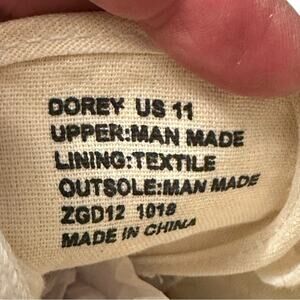 DOREY US 11
UPPER:MAN MADE
LINING:TEXTILE
OUTSOLE:MAN MADE
ZGD12 1018
MADE IN CHINA